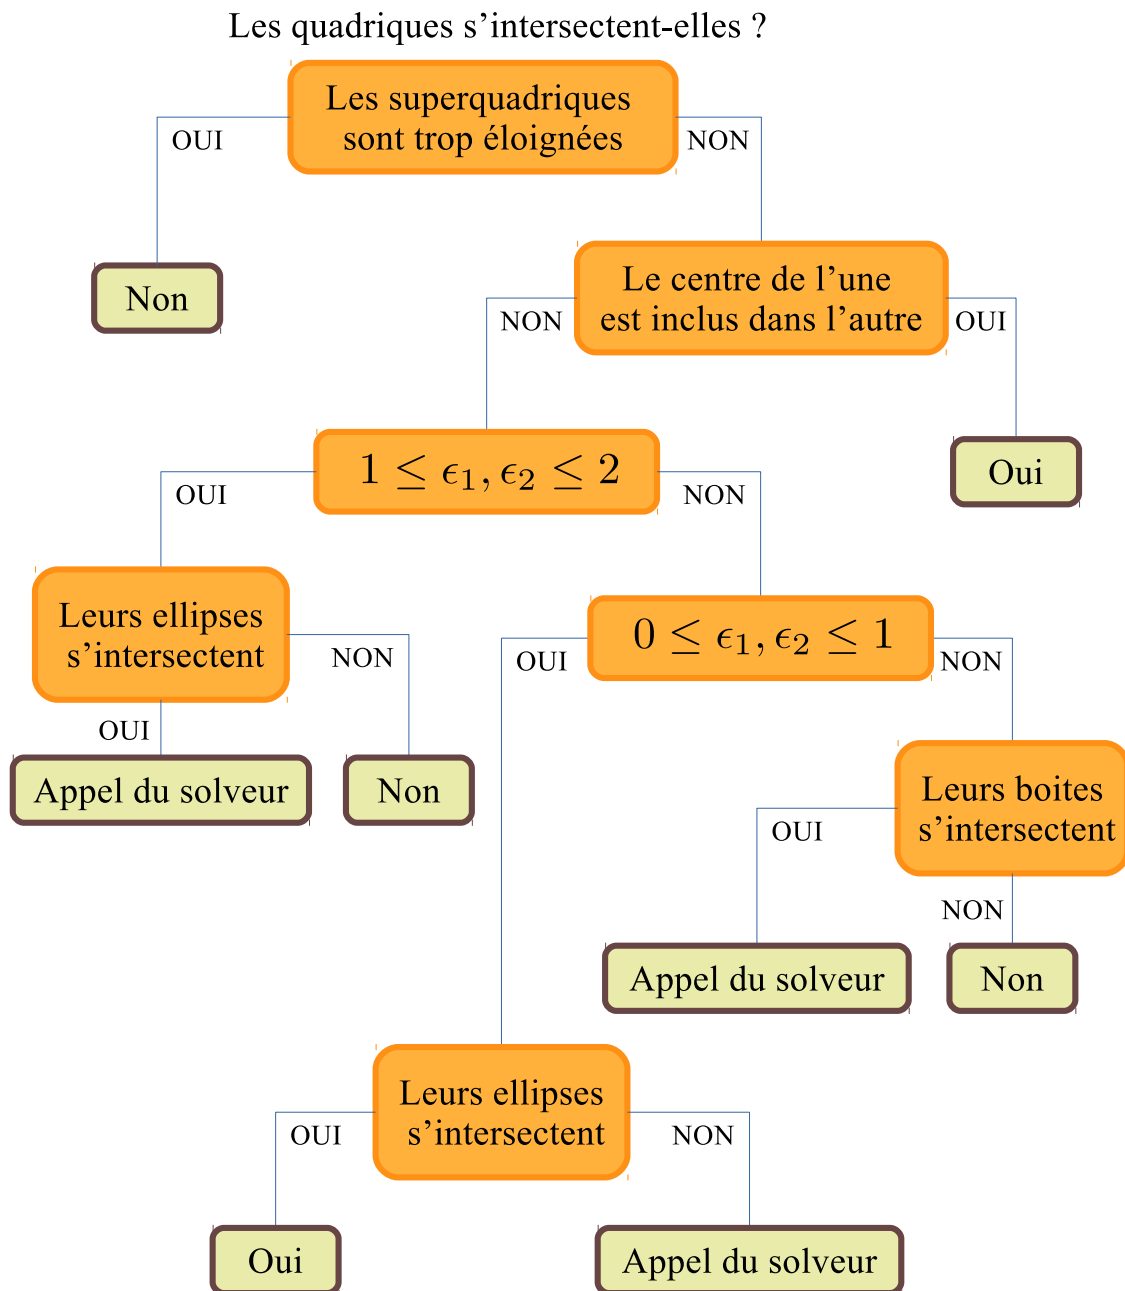 Les quadriques s’intersectent-elles ?
Les superquadriques
sont trop éloignées
OUI
NON
Non
Le centre de l’une
est inclus dans l’autre
NON
OUI
Oui
1 ≤ ϵ₁, ϵ₂ ≤ 2
OUI
NON
Leurs ellipses
s’intersectent
NON
OUI
Appel du solveur
Non
0 ≤ ϵ₁, ϵ₂ ≤ 1
OUI
NON
Leurs boites
s’intersectent
OUI
NON
Appel du solveur
Non
Leurs ellipses
s’intersectent
OUI
NON
Oui
Appel du solveur